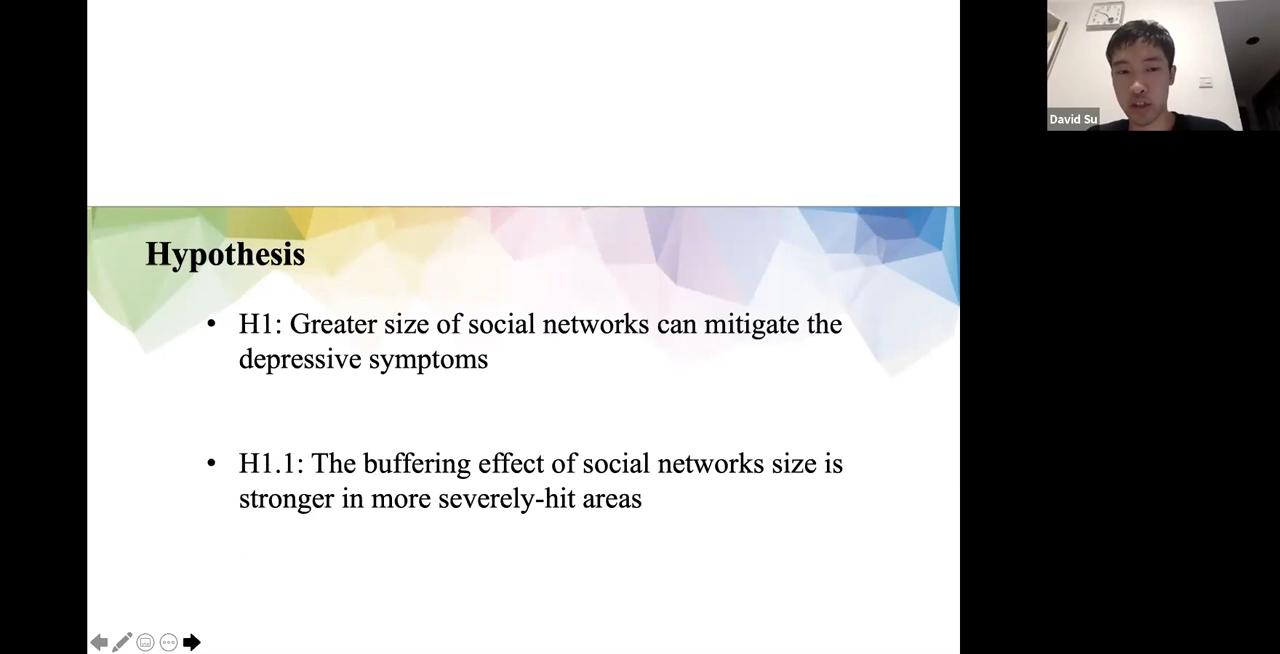 Hypothesis
• H1: Greater size of social networks can mitigate the
depressive symptoms
• H1.1: The buffering effect of social networks size is
stronger in more severely-hit areas
David Su